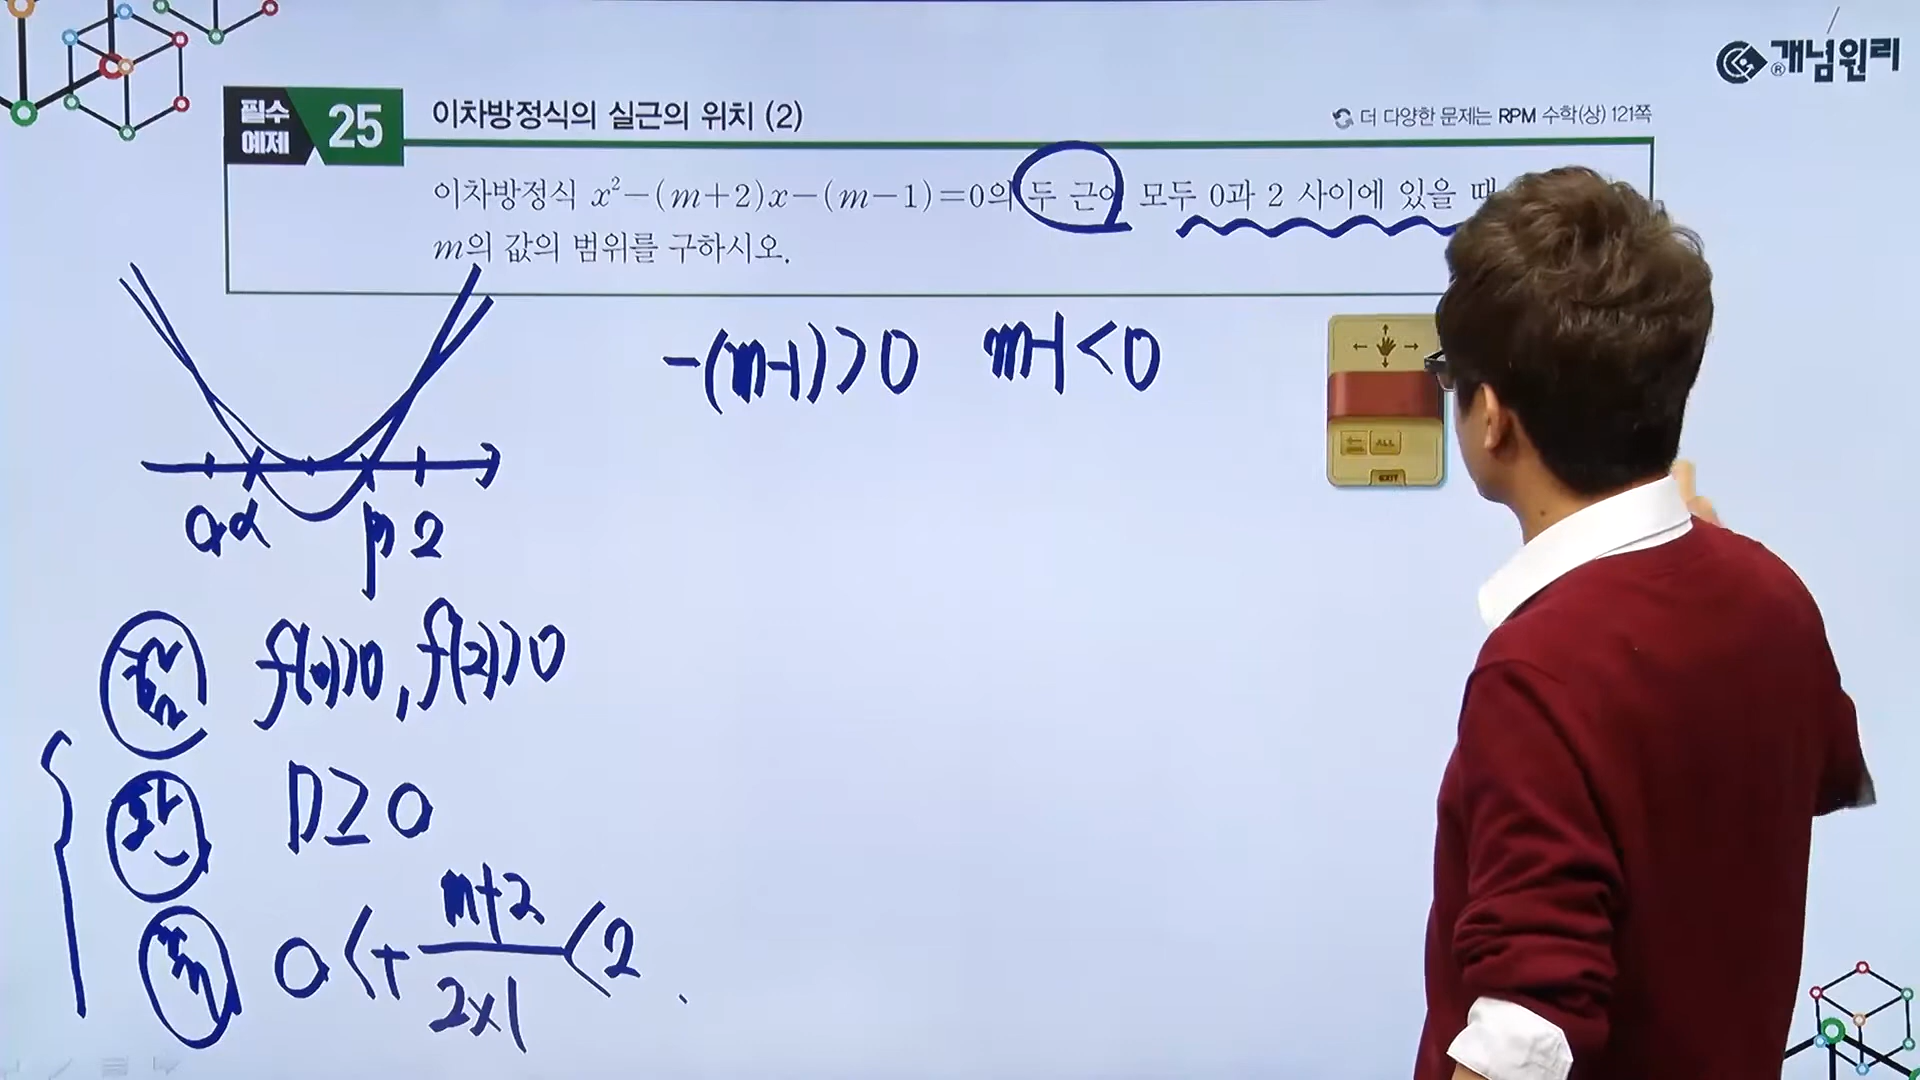 개념원리
필수 예제 25 이차방정식의 실근의 위치 (2)
더 다양한 문제는 RPM 수학(상) 121쪽
이차방정식 x²-(m+2)x-(m-1)=0의 두 근이 모두 0과 2 사이에 있을 때
m의 값의 범위를 구하시오.
-(m-1)>0 m-1<0
ALL
EXIT
0 α β 2
함 f(0)>0, f(2)>0
판 D≥0
축 0<+ m+2 <2
2×1